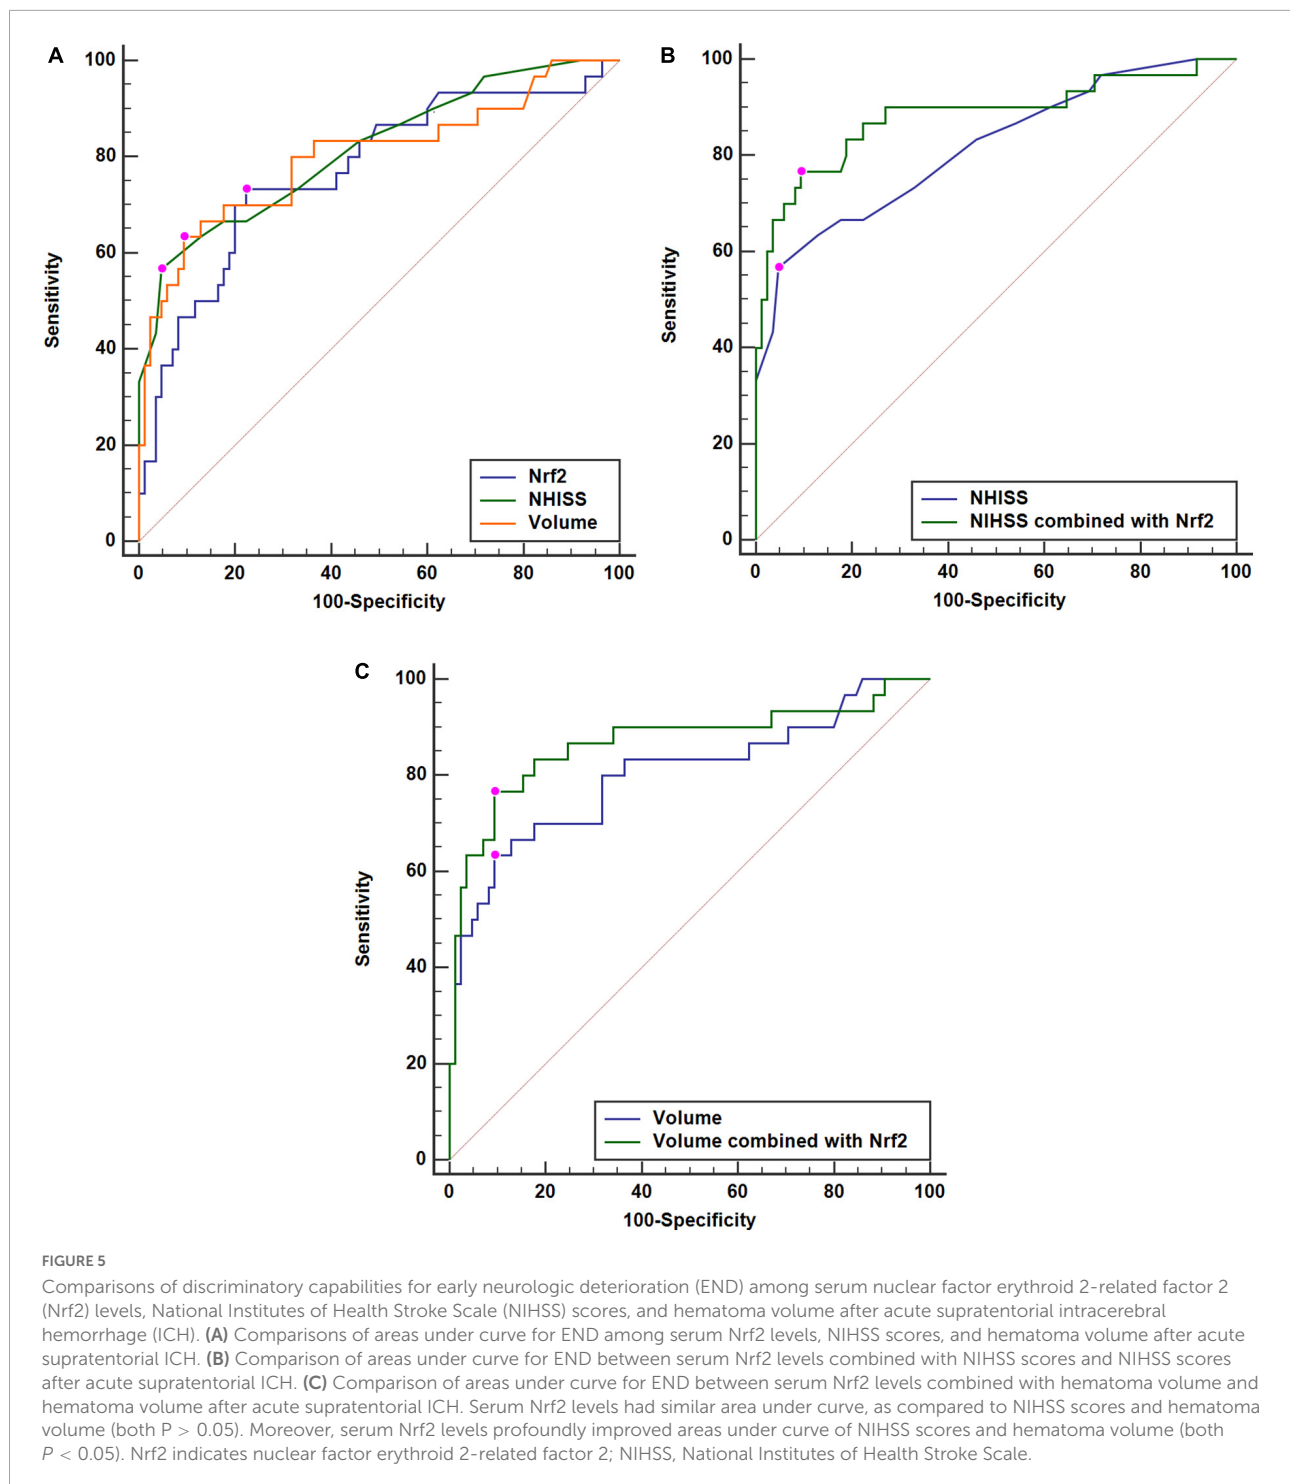 A
100
80
60
40
20
0
Sensitivity
0 20 40 60 80 100
100-Specificity
Nrf2
NHISS
Volume
B
100
80
60
40
20
0
Sensitivity
0 20 40 60 80 100
100-Specificity
NHISS
NIHSS combined with Nrf2
C
100
80
60
40
20
0
Sensitivity
0 20 40 60 80 100
100-Specificity
Volume
Volume combined with Nrf2
FIGURE 5
Comparisons of discriminatory capabilities for early neurologic deterioration (END) among serum nuclear factor erythroid 2-related factor 2
(Nrf2) levels, National Institutes of Health Stroke Scale (NIHSS) scores, and hematoma volume after acute supratentorial intracerebral
hemorrhage (ICH). (A) Comparisons of areas under curve for END among serum Nrf2 levels, NIHSS scores, and hematoma volume after acute
supratentorial ICH. (B) Comparison of areas under curve for END between serum Nrf2 levels combined with NIHSS scores and NIHSS scores
after acute supratentorial ICH. (C) Comparison of areas under curve for END between serum Nrf2 levels combined with hematoma volume and
hematoma volume after acute supratentorial ICH. Serum Nrf2 levels had similar area under curve, as compared to NIHSS scores and hematoma
volume (both P > 0.05). Moreover, serum Nrf2 levels profoundly improved areas under curve of NIHSS scores and hematoma volume (both
P < 0.05). Nrf2 indicates nuclear factor erythroid 2-related factor 2; NIHSS, National Institutes of Health Stroke Scale.